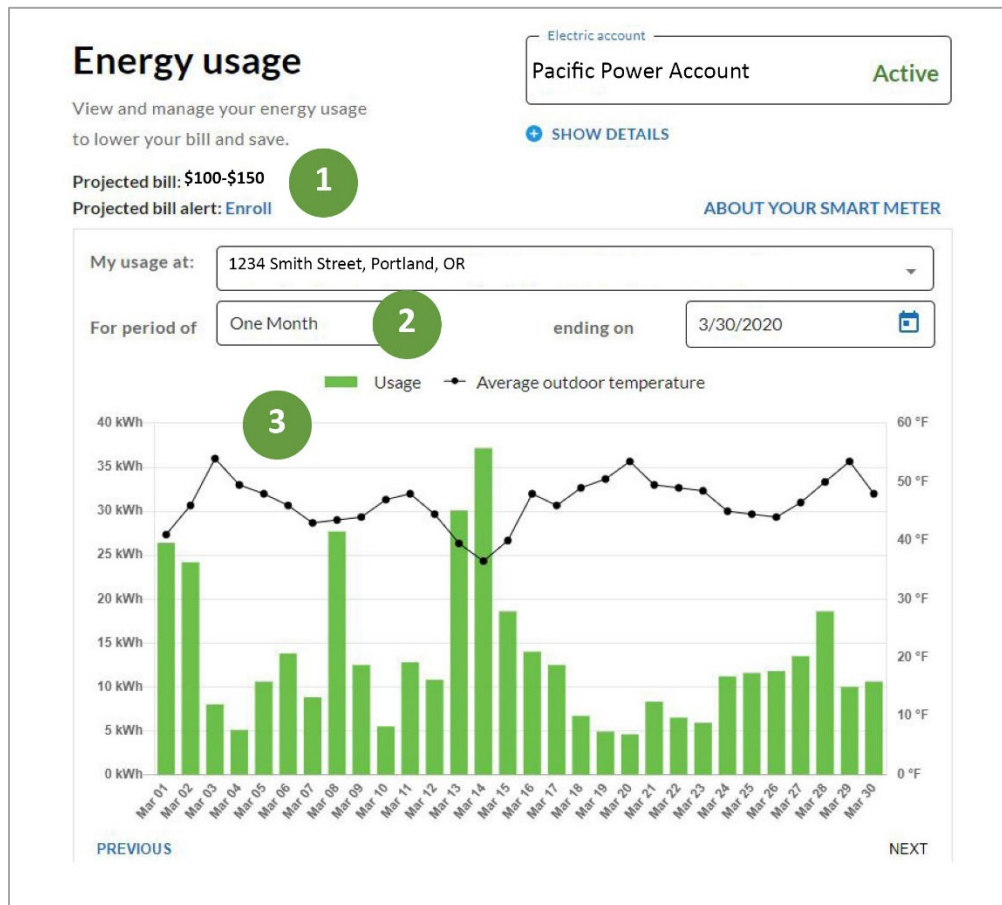 Energy usage
View and manage your energy usage
to lower your bill and save.
Electric account
Pacific Power Account
Active
SHOW DETAILS
Projected bill: $100-$150
Projected bill alert: Enroll
1
ABOUT YOUR SMART METER
My usage at:
1234 Smith Street, Portland, OR
For period of
One Month
2
ending on
3/30/2020
Usage
Average outdoor temperature
3
40 kWh
35 kWh
30 kWh
25 kWh
20 kWh
15 kWh
10 kWh
5 kWh
0 kWh
60 °F
50 °F
40 °F
30 °F
20 °F
10 °F
0 °F
Mar 01
Mar 02
Mar 03
Mar 04
Mar 05
Mar 06
Mar 07
Mar 08
Mar 09
Mar 10
Mar 11
Mar 12
Mar 13
Mar 14
Mar 15
Mar 16
Mar 17
Mar 18
Mar 19
Mar 20
Mar 21
Mar 22
Mar 23
Mar 24
Mar 25
Mar 26
Mar 27
Mar 28
Mar 29
Mar 30
PREVIOUS
NEXT